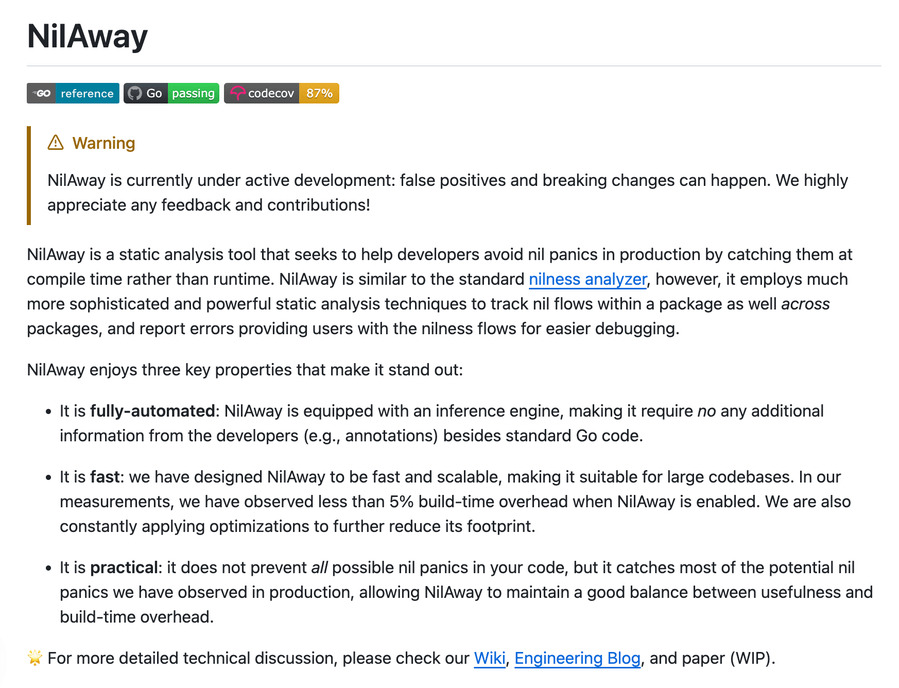 NilAway
GO reference
Go passing
codecov 87%
Warning
NilAway is currently under active development: false positives and breaking changes can happen. We highly
appreciate any feedback and contributions!
NilAway is a static analysis tool that seeks to help developers avoid nil panics in production by catching them at
compile time rather than runtime. NilAway is similar to the standard nilness analyzer, however, it employs much
more sophisticated and powerful static analysis techniques to track nil flows within a package as well across
packages, and report errors providing users with the nilness flows for easier debugging.
NilAway enjoys three key properties that make it stand out:
• It is fully-automated: NilAway is equipped with an inference engine, making it require no any additional
information from the developers (e.g., annotations) besides standard Go code.
• It is fast: we have designed NilAway to be fast and scalable, making it suitable for large codebases. In our
measurements, we have observed less than 5% build-time overhead when NilAway is enabled. We are also
constantly applying optimizations to further reduce its footprint.
• It is practical: it does not prevent all possible nil panics in your code, but it catches most of the potential nil
panics we have observed in production, allowing NilAway to maintain a good balance between usefulness and
build-time overhead.
🌟 For more detailed technical discussion, please check our Wiki, Engineering Blog, and paper (WIP).